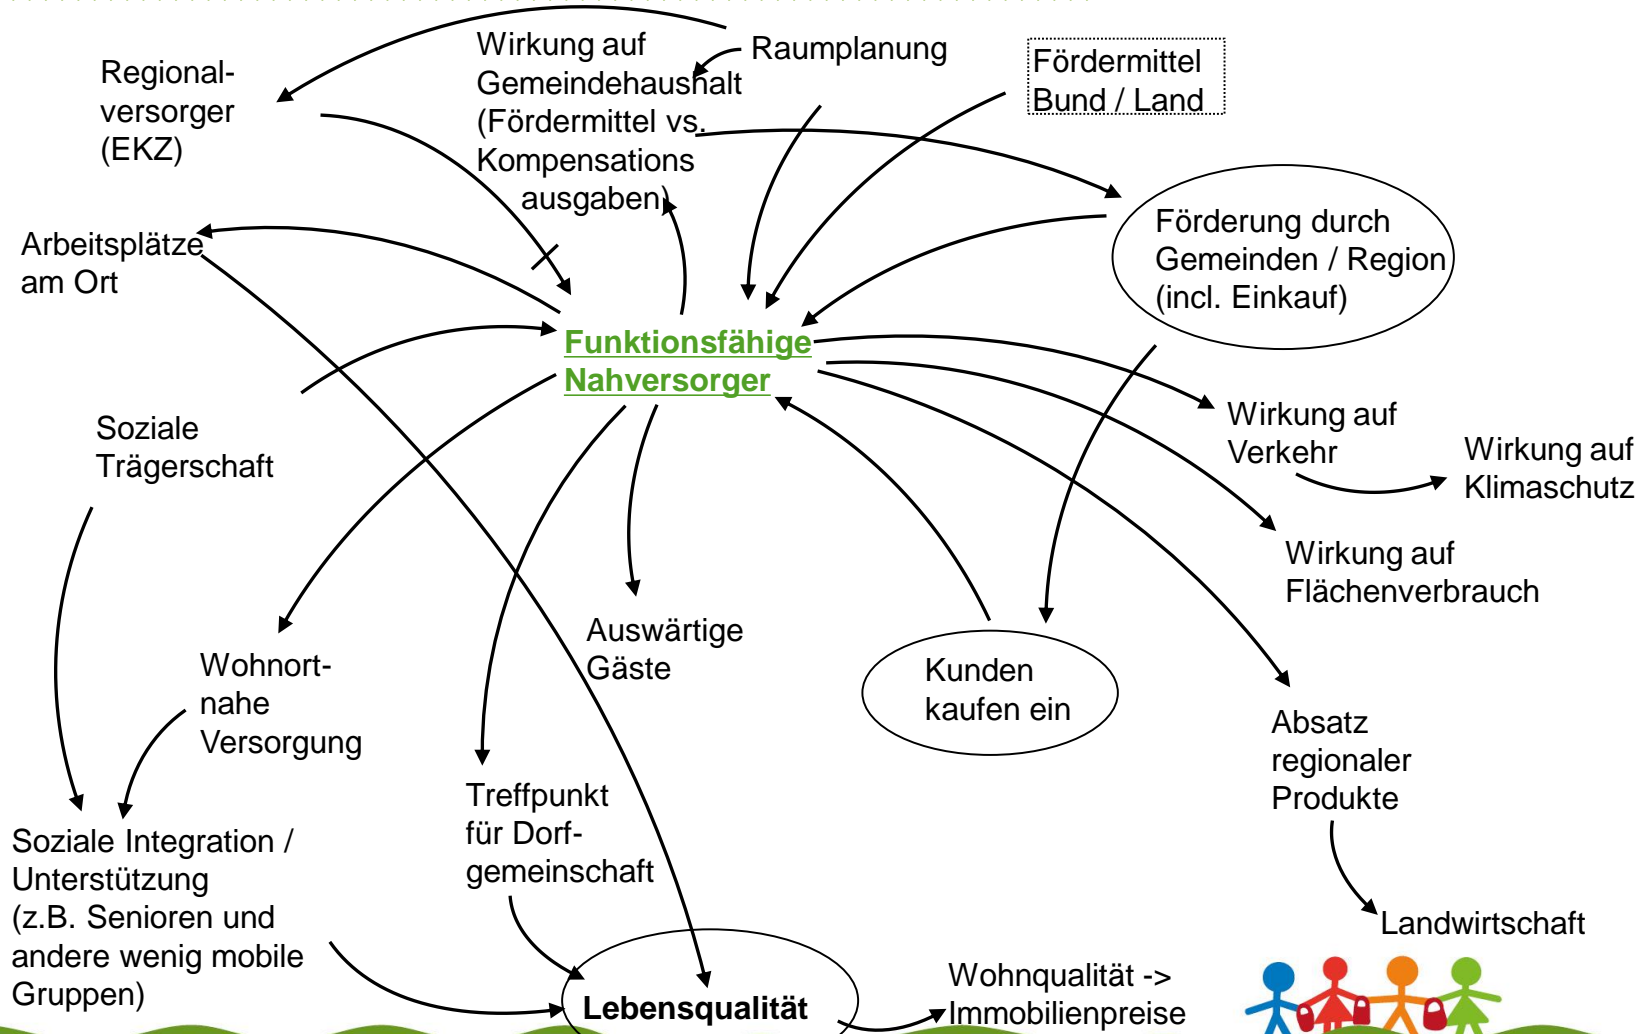 Regional-
versorger
(EKZ)
Wirkung auf
Gemeindehaushalt
(Fördermittel vs.
Kompensations
ausgaben)
Raumplanung
Fördermittel
Bund / Land
Arbeitsplätze
am Ort
Förderung durch
Gemeinden / Region
(incl. Einkauf)
Funktionsfähige
Nahversorger
Soziale
Trägerschaft
Wirkung auf
Verkehr
Wirkung auf
Klimaschutz
Wirkung auf
Flächenverbrauch
Auswärtige
Gäste
Wohnort-
nahe
Versorgung
Kunden
kaufen ein
Absatz
regionaler
Produkte
Treffpunkt
für Dorf-
gemeinschaft
Soziale Integration /
Unterstützung
(z.B. Senioren und
andere wenig mobile
Gruppen)
Landwirtschaft
Lebensqualität
Wohnqualität ->
Immobilienpreise